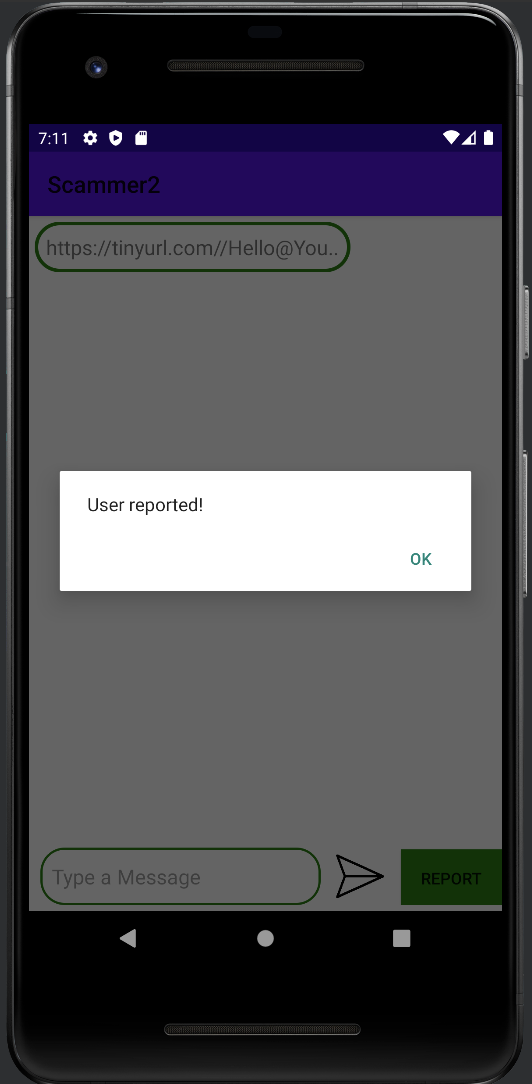 7:11
Scammer2
https://tinyurl.com//Hello@You..
User reported!
OK
Type a Message
REPORT